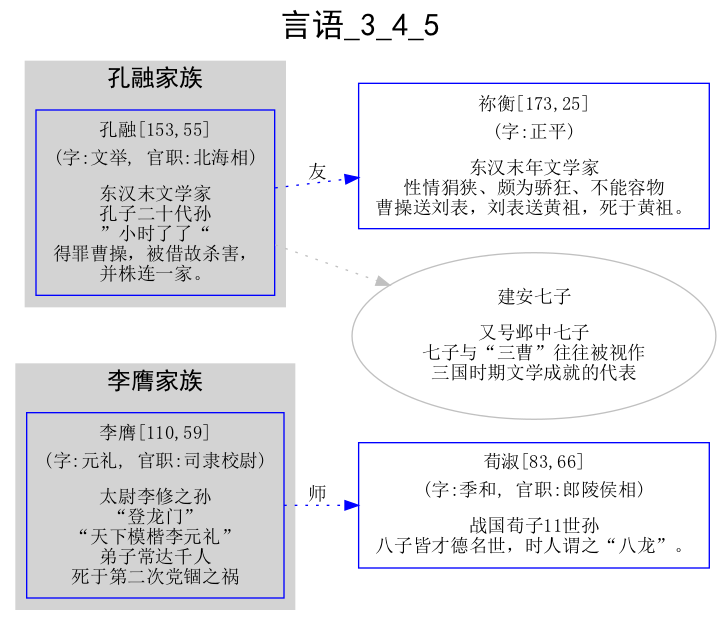 言语_3_4_5
孔融家族
孔融[153,55]
(字:文举, 官职:北海相)
东汉末文学家
孔子二十代孙
”小时了了“
得罪曹操，被借故杀害，
并株连一家。
友
祢衡[173,25]
(字:正平)
东汉末年文学家
性情狷狭、颇为骄狂、不能容物
曹操送刘表，刘表送黄祖，死于黄祖。
建安七子
又号邺中七子
七子与“三曹”往往被视作
三国时期文学成就的代表
李膺家族
李膺[110,59]
(字:元礼, 官职:司隶校尉)
太尉李修之孙
“登龙门”
“天下模楷李元礼”
弟子常达千人
死于第二次党锢之祸
师
荀淑[83,66]
(字:季和, 官职:郎陵侯相)
战国荀子11世孙
八子皆才德名世，时人谓之“八龙”。